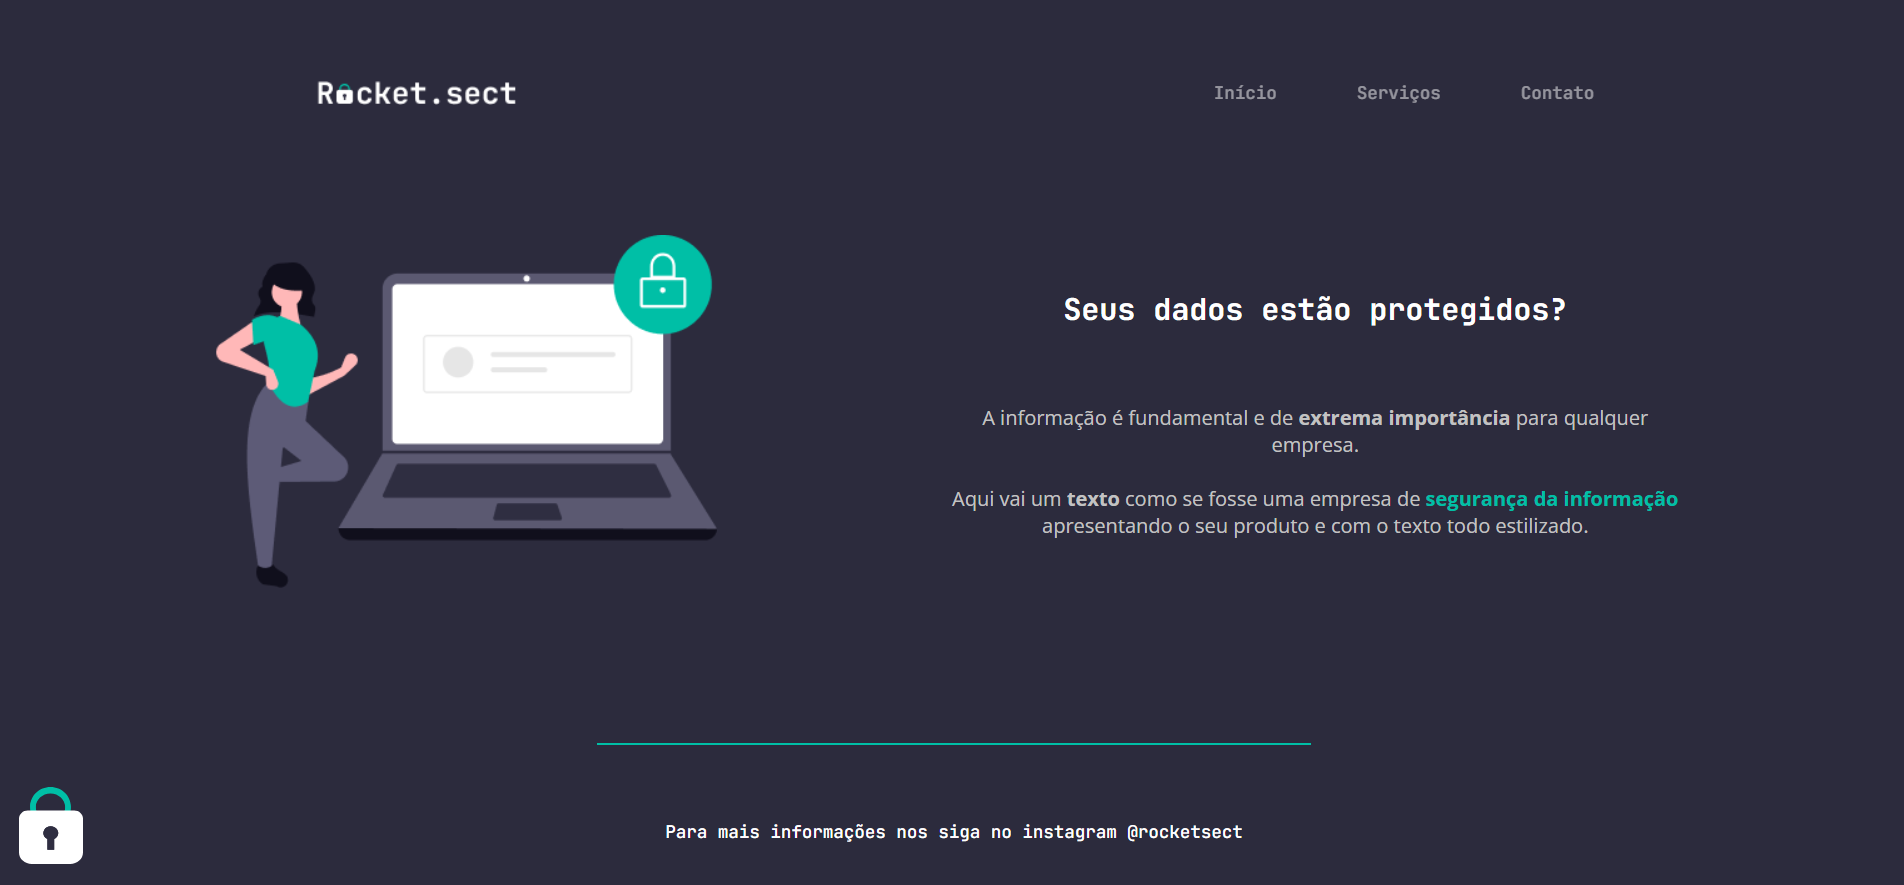 Rocket.sect
Início Serviços Contato
Seus dados estão protegidos?
A informação é fundamental e de extrema importância para qualquer
empresa.
Aqui vai um texto como se fosse uma empresa de segurança da informação
apresentando o seu produto e com o texto todo estilizado.
Para mais informações nos siga no instagram @rocketsect